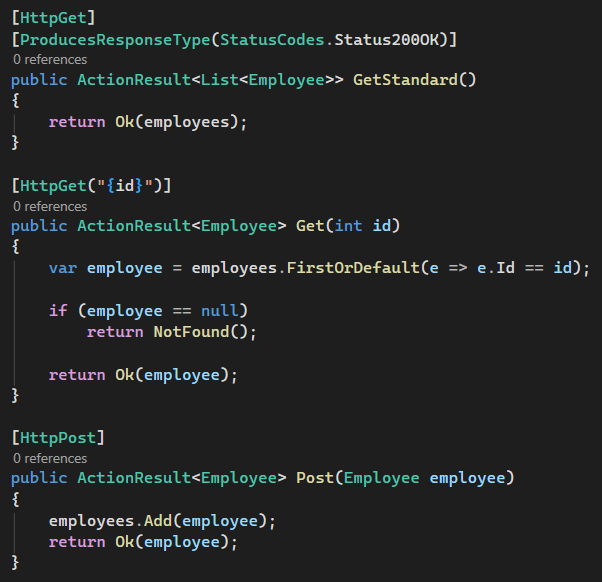 [HttpGet]
[ProducesResponseType(StatusCodes.Status200OK)]
0 references
public ActionResult<List<Employee>> GetStandard()
{
    return Ok(employees);
}
[HttpGet("{id}")]
0 references
public ActionResult<Employee> Get(int id)
{
    var employee = employees.FirstOrDefault(e => e.Id == id);
    if (employee == null)
        return NotFound();
    return Ok(employee);
}
[HttpPost]
0 references
public ActionResult<Employee> Post(Employee employee)
{
    employees.Add(employee);
    return Ok(employee);
}